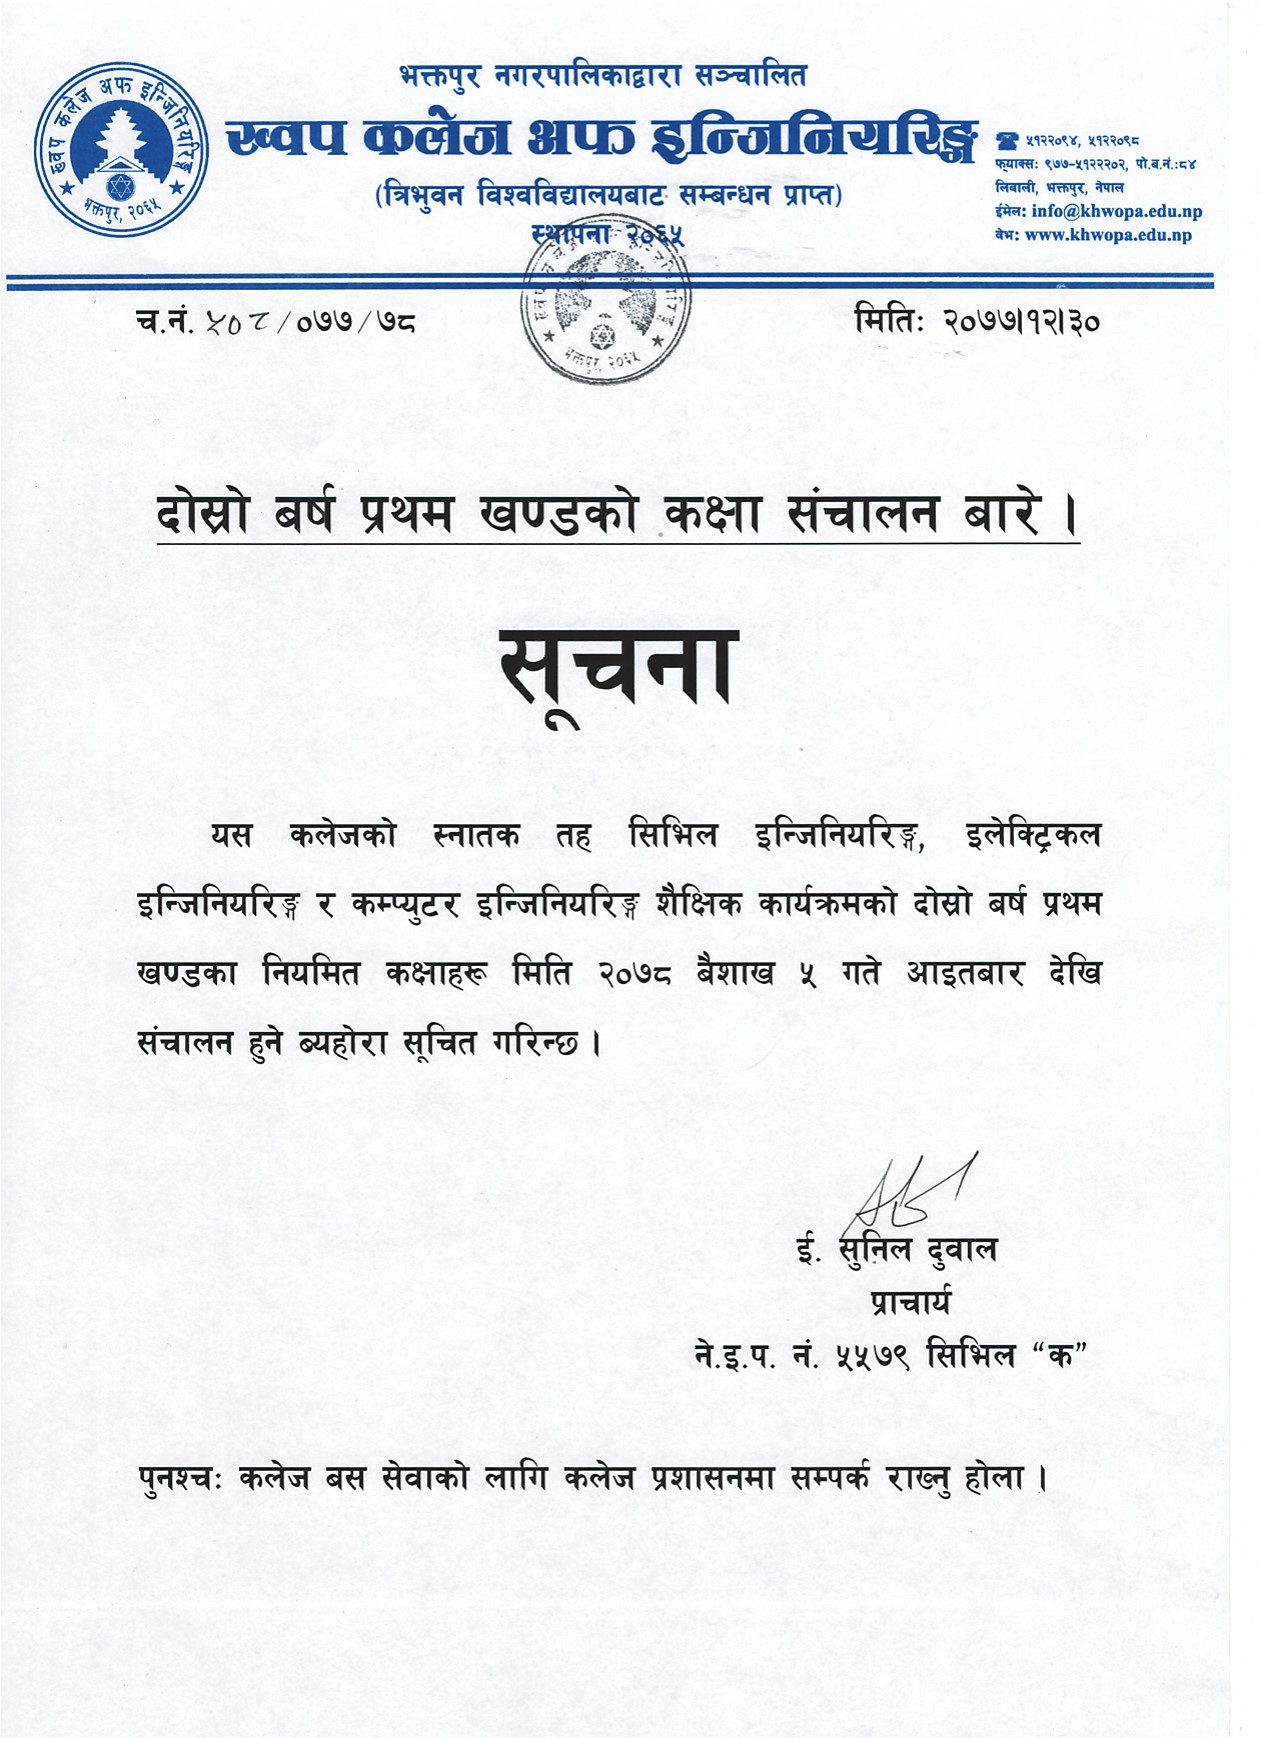 भक्तपुर नगरपालिकाद्वारा सञ्चालित
ख्वप कलेज अफ इन्जिनियरिङ्ग
(त्रिभुवन विश्वविद्यालयबाट सम्बन्धन प्राप्त)
स्थापना २०६५
ख्वप कलेज अफ इन्जिनियरिङ्ग
भक्तपुर, २०६५
☎ ५१२२०९४, ५१२२०९८
फ्याक्स: ९७७-५१२२२०२, पो.ब.नं.:८४
लिवाली, भक्तपुर, नेपाल
ईमेल: info@khwopa.edu.np
वेभ: www.khwopa.edu.np
भक्तपुर, २०६५
च.नं. ५०८/०७७/७८
मितिः २०७७।१२।३०
दोस्रो बर्ष प्रथम खण्डको कक्षा संचालन बारे ।
सूचना
यस कलेजको स्नातक तह सिभिल इन्जिनियरिङ्ग, इलेक्ट्रिकल
इन्जिनियरिङ्ग र कम्प्युटर इन्जिनियरिङ्ग शैक्षिक कार्यक्रमको दोस्रो बर्ष प्रथम
खण्डका नियमित कक्षाहरू मिति २०७८ बैशाख ५ गते आइतबार देखि
संचालन हुने ब्यहोरा सूचित गरिन्छ ।
ई. सुनिल दुवाल
प्राचार्य
ने.इ.प. नं. ५५७९ सिभिल “क”
पुनश्चः कलेज बस सेवाको लागि कलेज प्रशासनमा सम्पर्क राख्नु होला ।